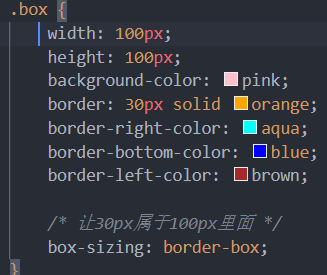 .box {
width: 100px;
height: 100px;
background-color: pink;
border: 30px solid orange;
border-right-color: aqua;
border-bottom-color: blue;
border-left-color: brown;
/* 让30px属于100px里面 */
box-sizing: border-box;
}